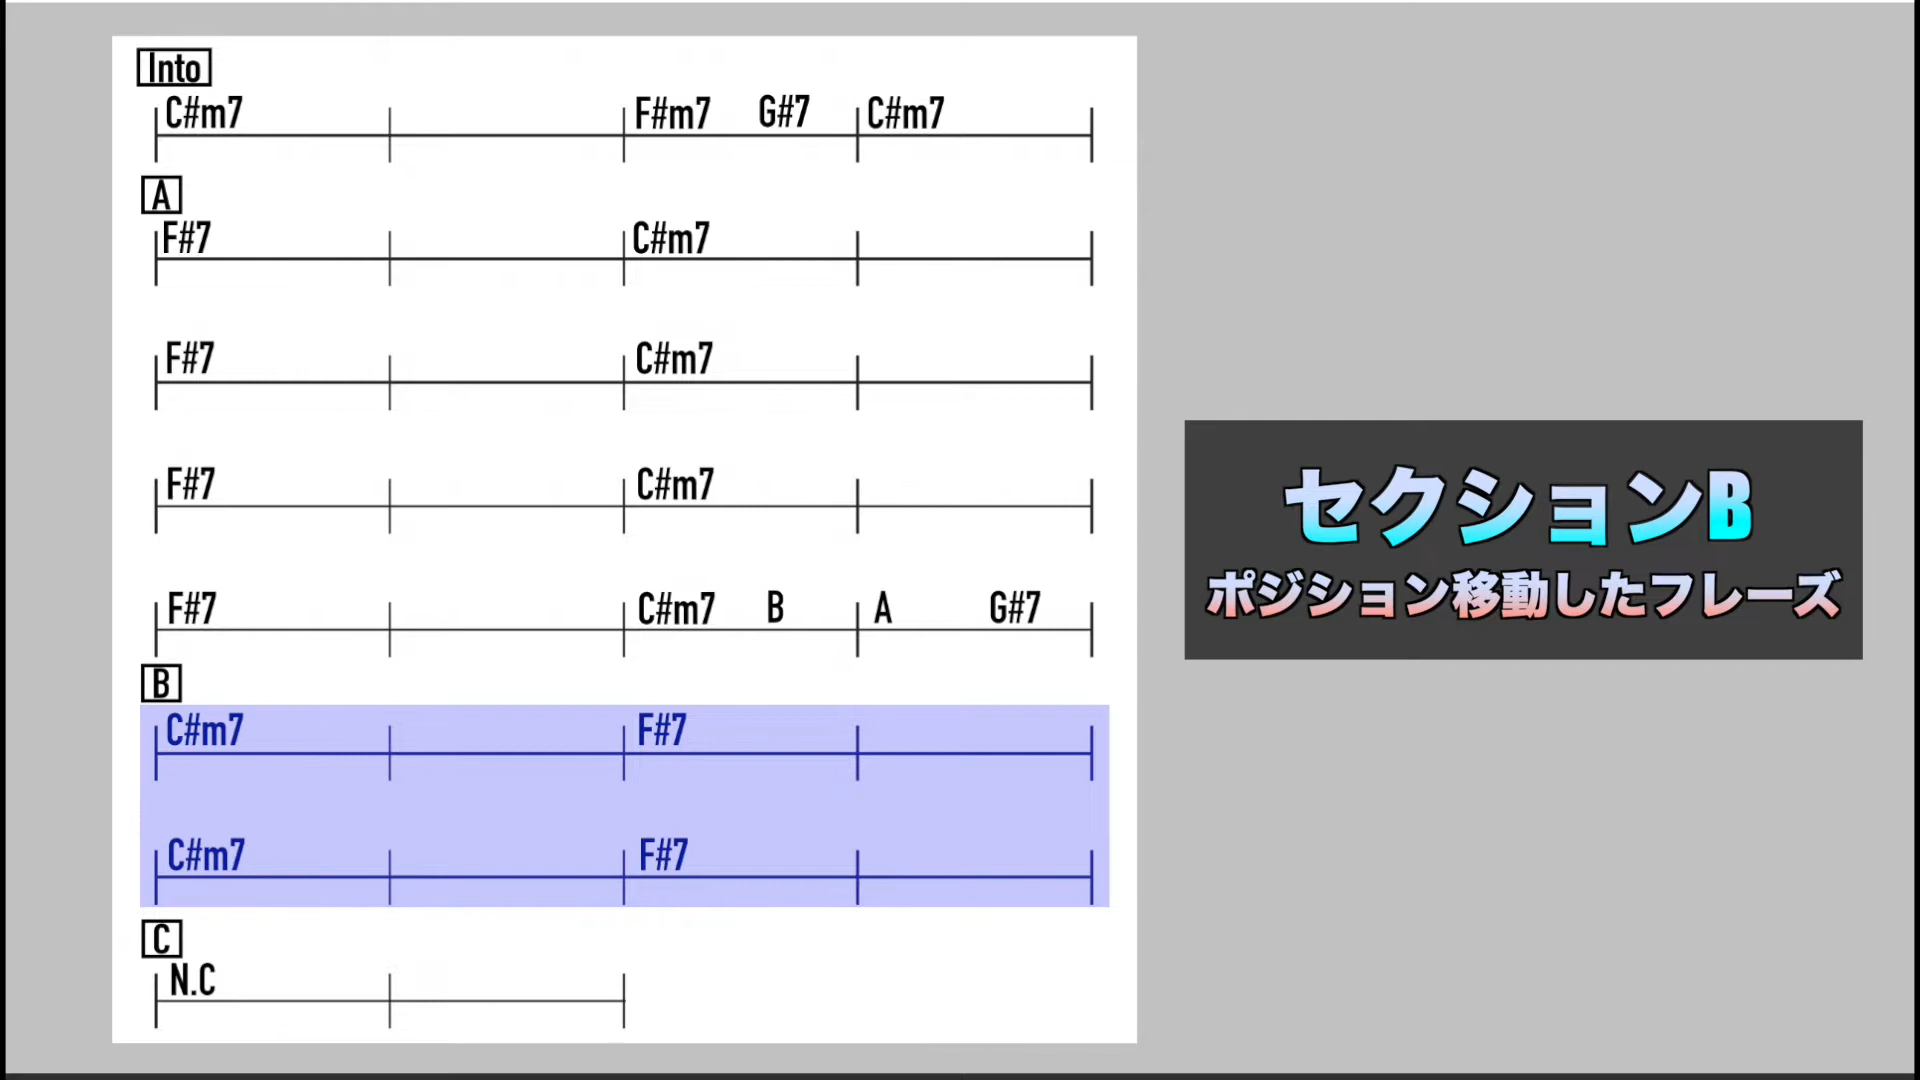 Into
C#m7 F#m7 G#7 C#m7
A
F#7 C#m7
F#7 C#m7
F#7 C#m7
F#7 C#m7 B A G#7
B
C#m7 F#7
C#m7 F#7
C
N.C
セクションB
ポジション移動したフレーズ